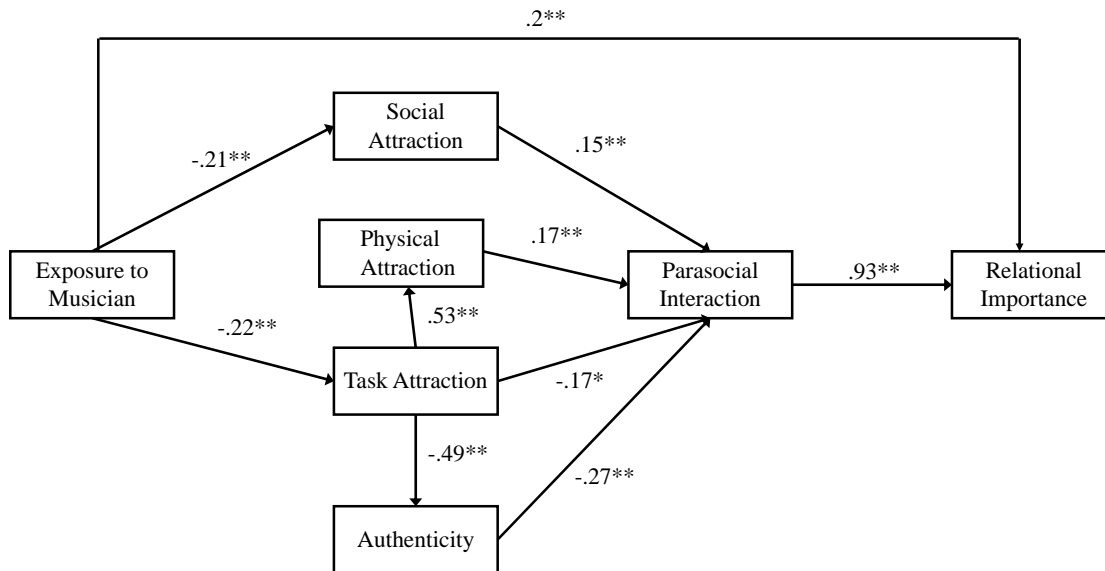 .2**
Social
Attraction
-.21**
.15**
Physical
Attraction
.17**
Exposure to
Musician
Parasocial
Interaction
.93**
Relational
Importance
-.22**
.53**
Task Attraction
-.17*
-.49**
-.27**
Authenticity